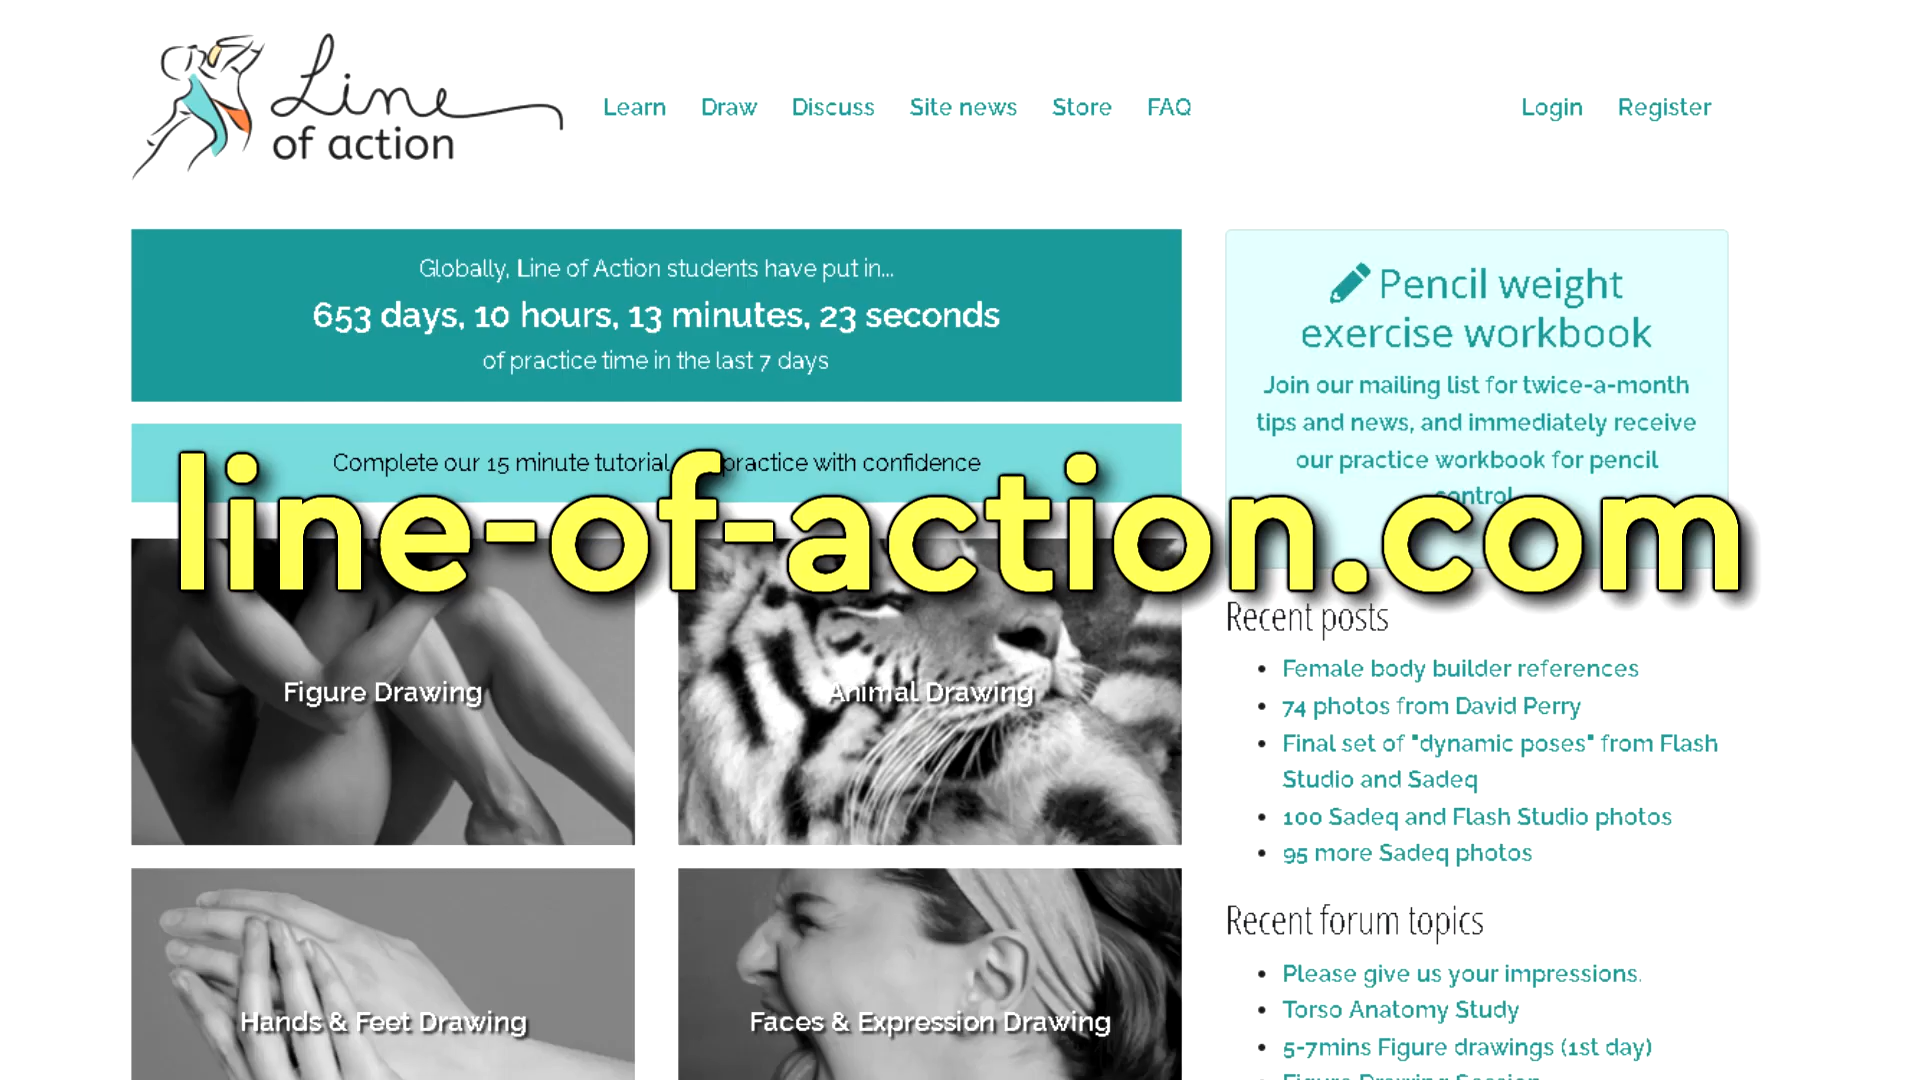 Line
of action
Learn Draw Discuss Site news Store FAQ Login Register
Globally, Line of Action students have put in...
653 days, 10 hours, 13 minutes, 23 seconds
of practice time in the last 7 days
Complete our 15 minute tutorial practice with confidence
line-of-action.com
Figure Drawing
Animal Drawing
Hands & Feet Drawing
Faces & Expression Drawing
Pencil weight
exercise workbook
Join our mailing list for twice-a-month
tips and news, and immediately receive
our practice workbook for pencil
control.
Recent posts
• Female body builder references
• 74 photos from David Perry
• Final set of "dynamic poses" from Flash
Studio and Sadeq
• 100 Sadeq and Flash Studio photos
• 95 more Sadeq photos
Recent forum topics
• Please give us your impressions.
• Torso Anatomy Study
• 5-7mins Figure drawings (1st day)
• Figure Drawing Session